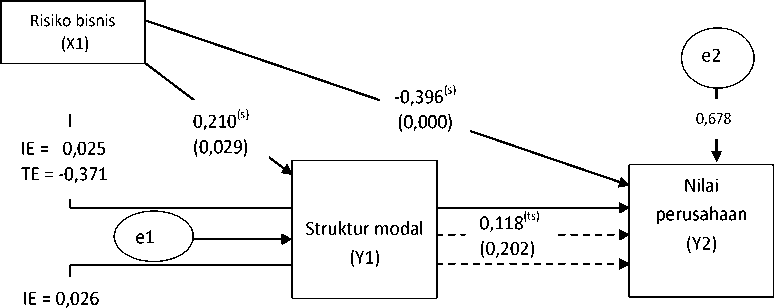 Risiko bisnis
(X1)
e2
-0,396(s)
(0,000)
0,210(s)
(0,029)
0,678
IE = 0,025
TE = -0,371
Nilai
perusahaan
(Y2)
Struktur modal
(Y1)
0,118(ts)
(0,202)
e1
IE = 0,026